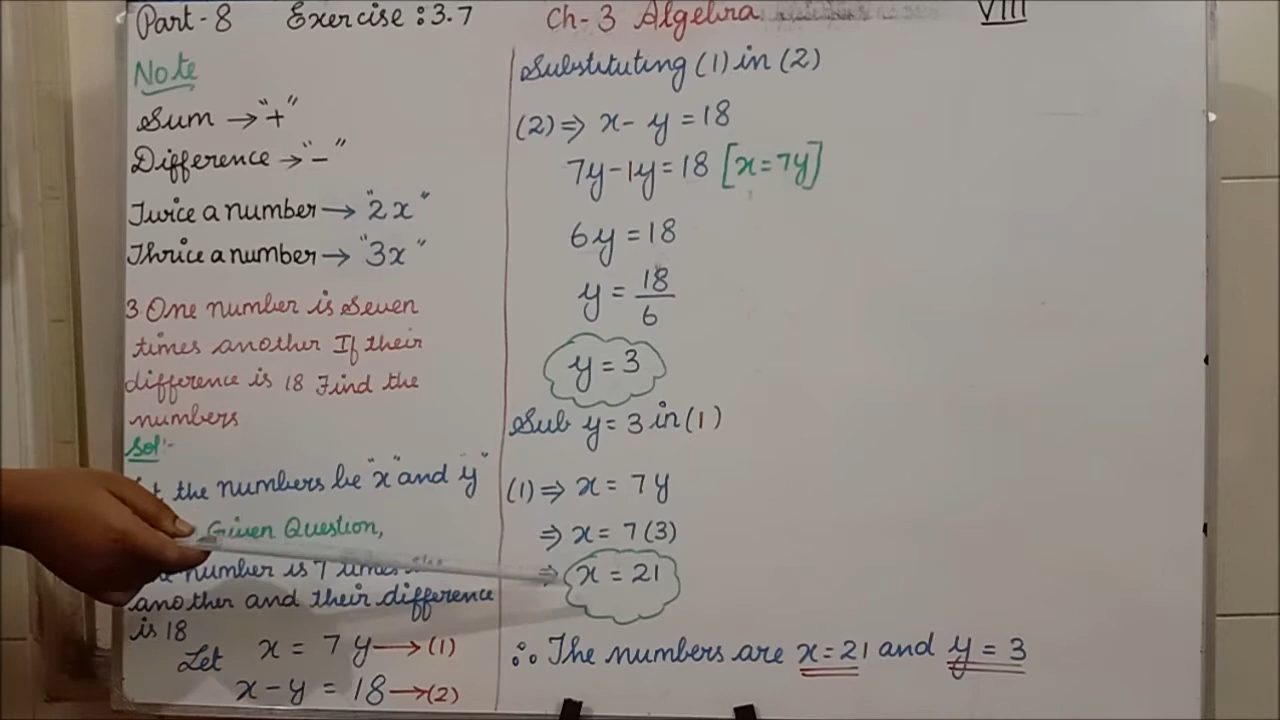 Part-8 Exercise: 3.7 Ch-3 Algebra VIII
Note
Sum → "+"
Difference → "-"
Twice a number → "2x"
Thrice a number → "3x"
3 One number is Seven
times another If their
difference is 18 Find the
numbers
Sol:-
the numbers be "x" and "y"
Given Question,
number is 7
another and their difference
is 18
Let x = 7y → (1)
x - y = 18 → (2)
Substituting (1) in (2)
(2) ⇒ x - y = 18
7y - 1y = 18 [x = 7y]
6y = 18
y = 18/6
y = 3
Sub y = 3 in (1)
(1) ⇒ x = 7y
⇒ x = 7(3)
⇒ x = 21
∴ The numbers are x = 21 and y = 3